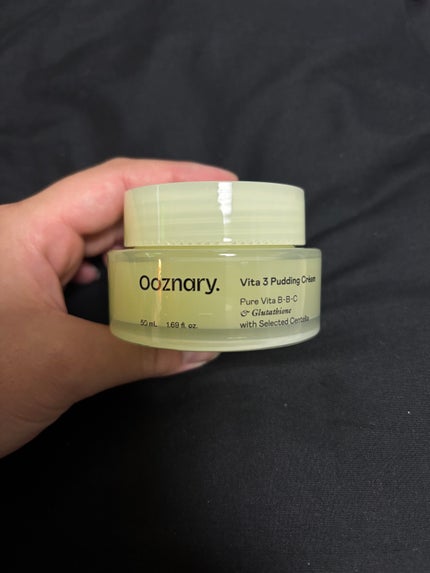 Ooznary.
Vita 3 Pudding Cream
Pure Vita B-B-C
& Glutathione
with Selected Centella
50 mL 1.69 fl. oz.